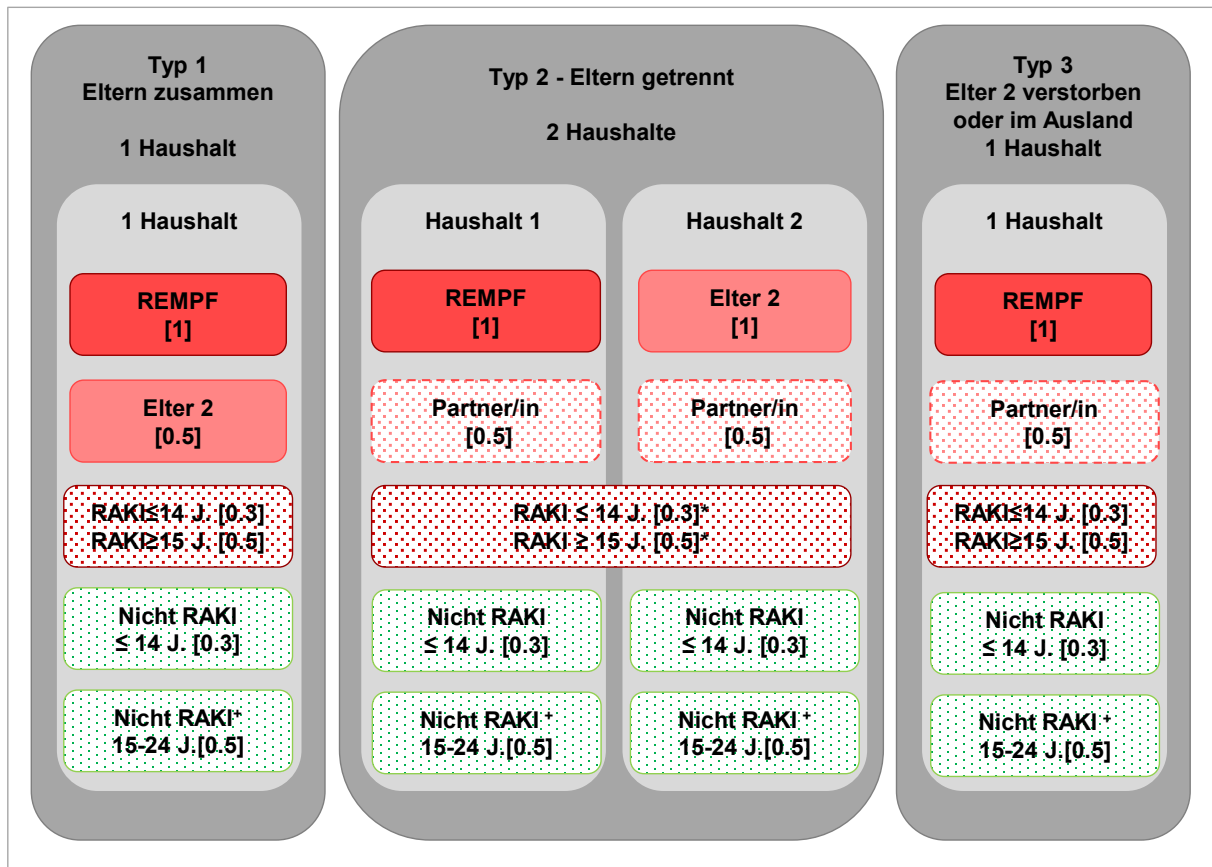 Typ 1
Eltern zusammen
1 Haushalt
1 Haushalt
REMPF
[1]
Elter 2
[0.5]
RAKI≤14 J. [0.3]
RAKI≥15 J. [0.5]
Nicht RAKI
≤ 14 J. [0.3]
Nicht RAKI⁺
15-24 J.[0.5]
Typ 2 - Eltern getrennt
2 Haushalte
Haushalt 1
REMPF
[1]
Partner/in
[0.5]
Haushalt 2
Elter 2
[1]
Partner/in
[0.5]
RAKI ≤ 14 J. [0.3]*
RAKI ≥ 15 J. [0.5]*
Nicht RAKI
≤ 14 J. [0.3]
Nicht RAKI ⁺
15-24 J.[0.5]
Nicht RAKI
≤ 14 J. [0.3]
Nicht RAKI ⁺
15-24 J.[0.5]
Typ 3
Elter 2 verstorben
oder im Ausland
1 Haushalt
1 Haushalt
REMPF
[1]
Partner/in
[0.5]
RAKI≤14 J. [0.3]
RAKI≥15 J. [0.5]
Nicht RAKI
≤ 14 J. [0.3]
Nicht RAKI ⁺
15-24 J.[0.5]